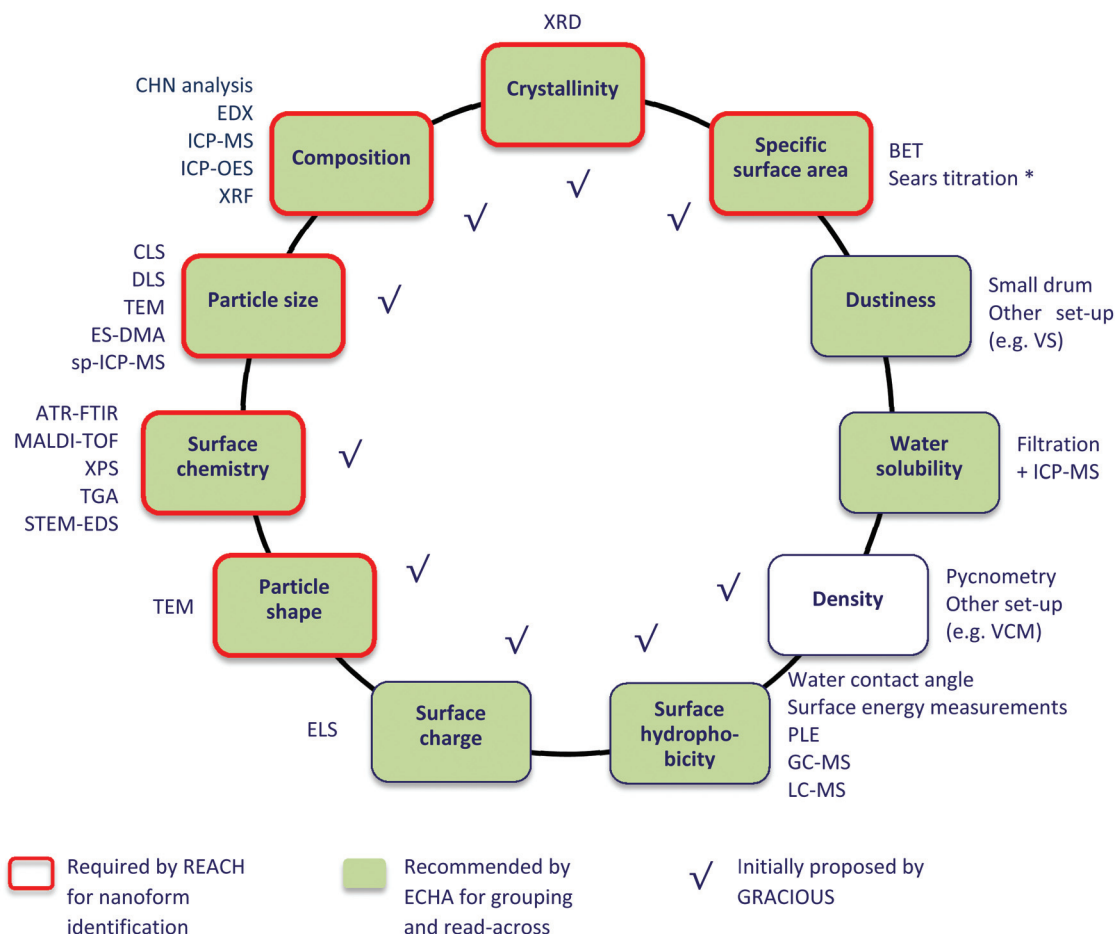 XRD
Crystallinity
CHN analysis
EDX
ICP-MS
ICP-OES
XRF
Composition
Specific
surface area
BET
Sears titration *
√
√
√
CLS
DLS
TEM
ES-DMA
sp-ICP-MS
Particle size
√
Dustiness
Small drum
Other set-up
(e.g. VS)
ATR-FTIR
MALDI-TOF
XPS
TGA
STEM-EDS
Surface
chemistry
√
Water
solubility
Filtration
+ ICP-MS
TEM
Particle
shape
√
√
Density
Pycnometry
Other set-up
(e.g. VCM)
√
√
ELS
Surface
charge
Surface
hydropho-
bicity
Water contact angle
Surface energy measurements
PLE
GC-MS
LC-MS
Required by REACH
for nanoform
identification
Recommended by
ECHA for grouping
and read-across
√ Initially proposed by
GRACIOUS